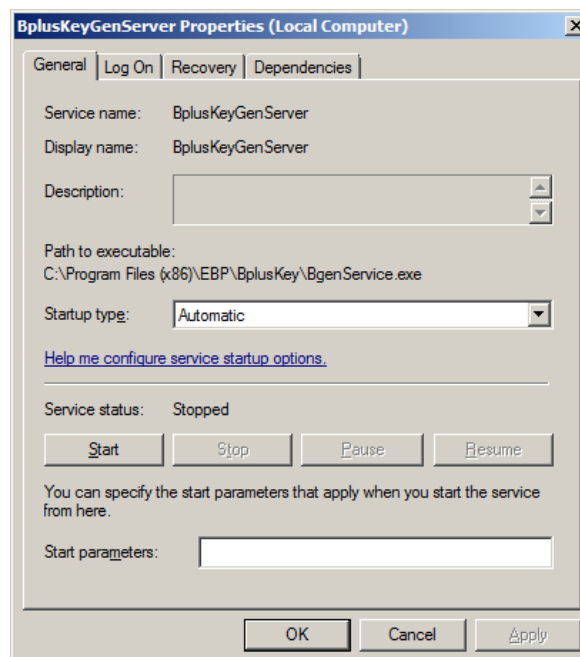 BplusKeyGenServer Properties (Local Computer)
General Log On Recovery Dependencies
Service name: BplusKeyGenServer
Display name: BplusKeyGenServer
Description:
Path to executable:
C:\Program Files (x86)\EBP\BplusKey\BgenService.exe
Startup type: Automatic
Help me configure service startup options.
Service status: Stopped
Start Stop Pause Resume
You can specify the start parameters that apply when you start the service
from here.
Start parameters:
OK Cancel Apply